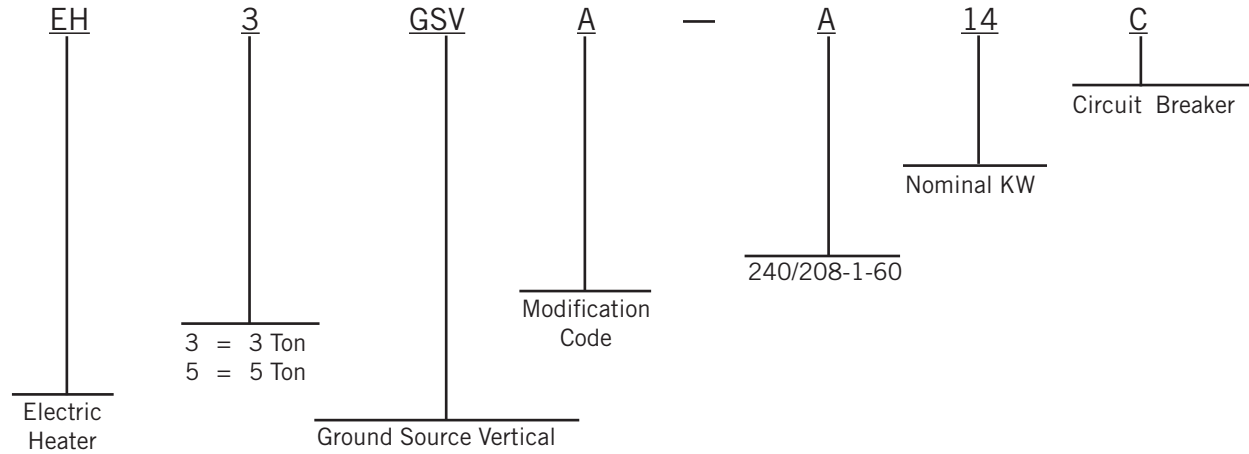 EH 3 GSV A — A 14 C
Circuit Breaker
Nominal KW
240/208-1-60
Modification
Code
3 = 3 Ton
5 = 5 Ton
Electric
Heater
Ground Source Vertical